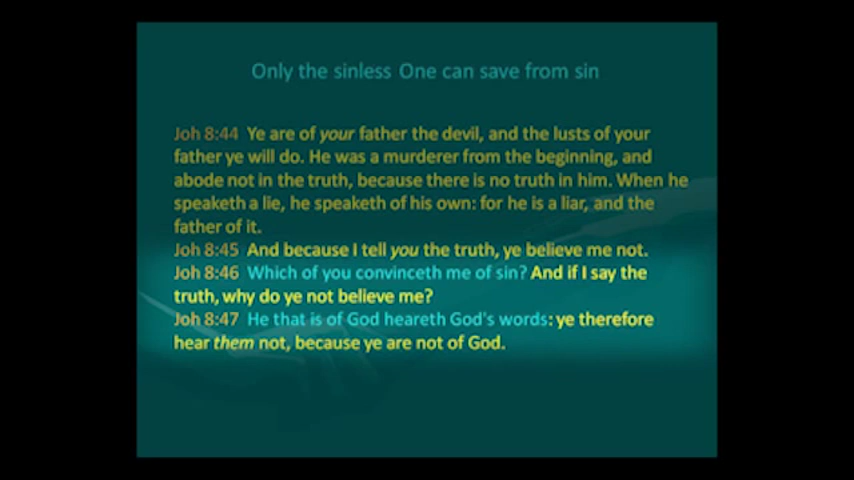 Only the sinless One can save from sin
Joh 8:44 Ye are of your father the devil, and the lusts of your
father ye will do. He was a murderer from the beginning, and
abode not in the truth, because there is no truth in him. When he
speaketh a lie, he speaketh of his own: for he is a liar, and the
father of it.
Joh 8:45 And because I tell you the truth, ye believe me not.
Joh 8:46 Which of you convinceth me of sin? And if I say the
truth, why do ye not believe me?
Joh 8:47 He that is of God heareth God's words: ye therefore
hear them not, because ye are not of God.